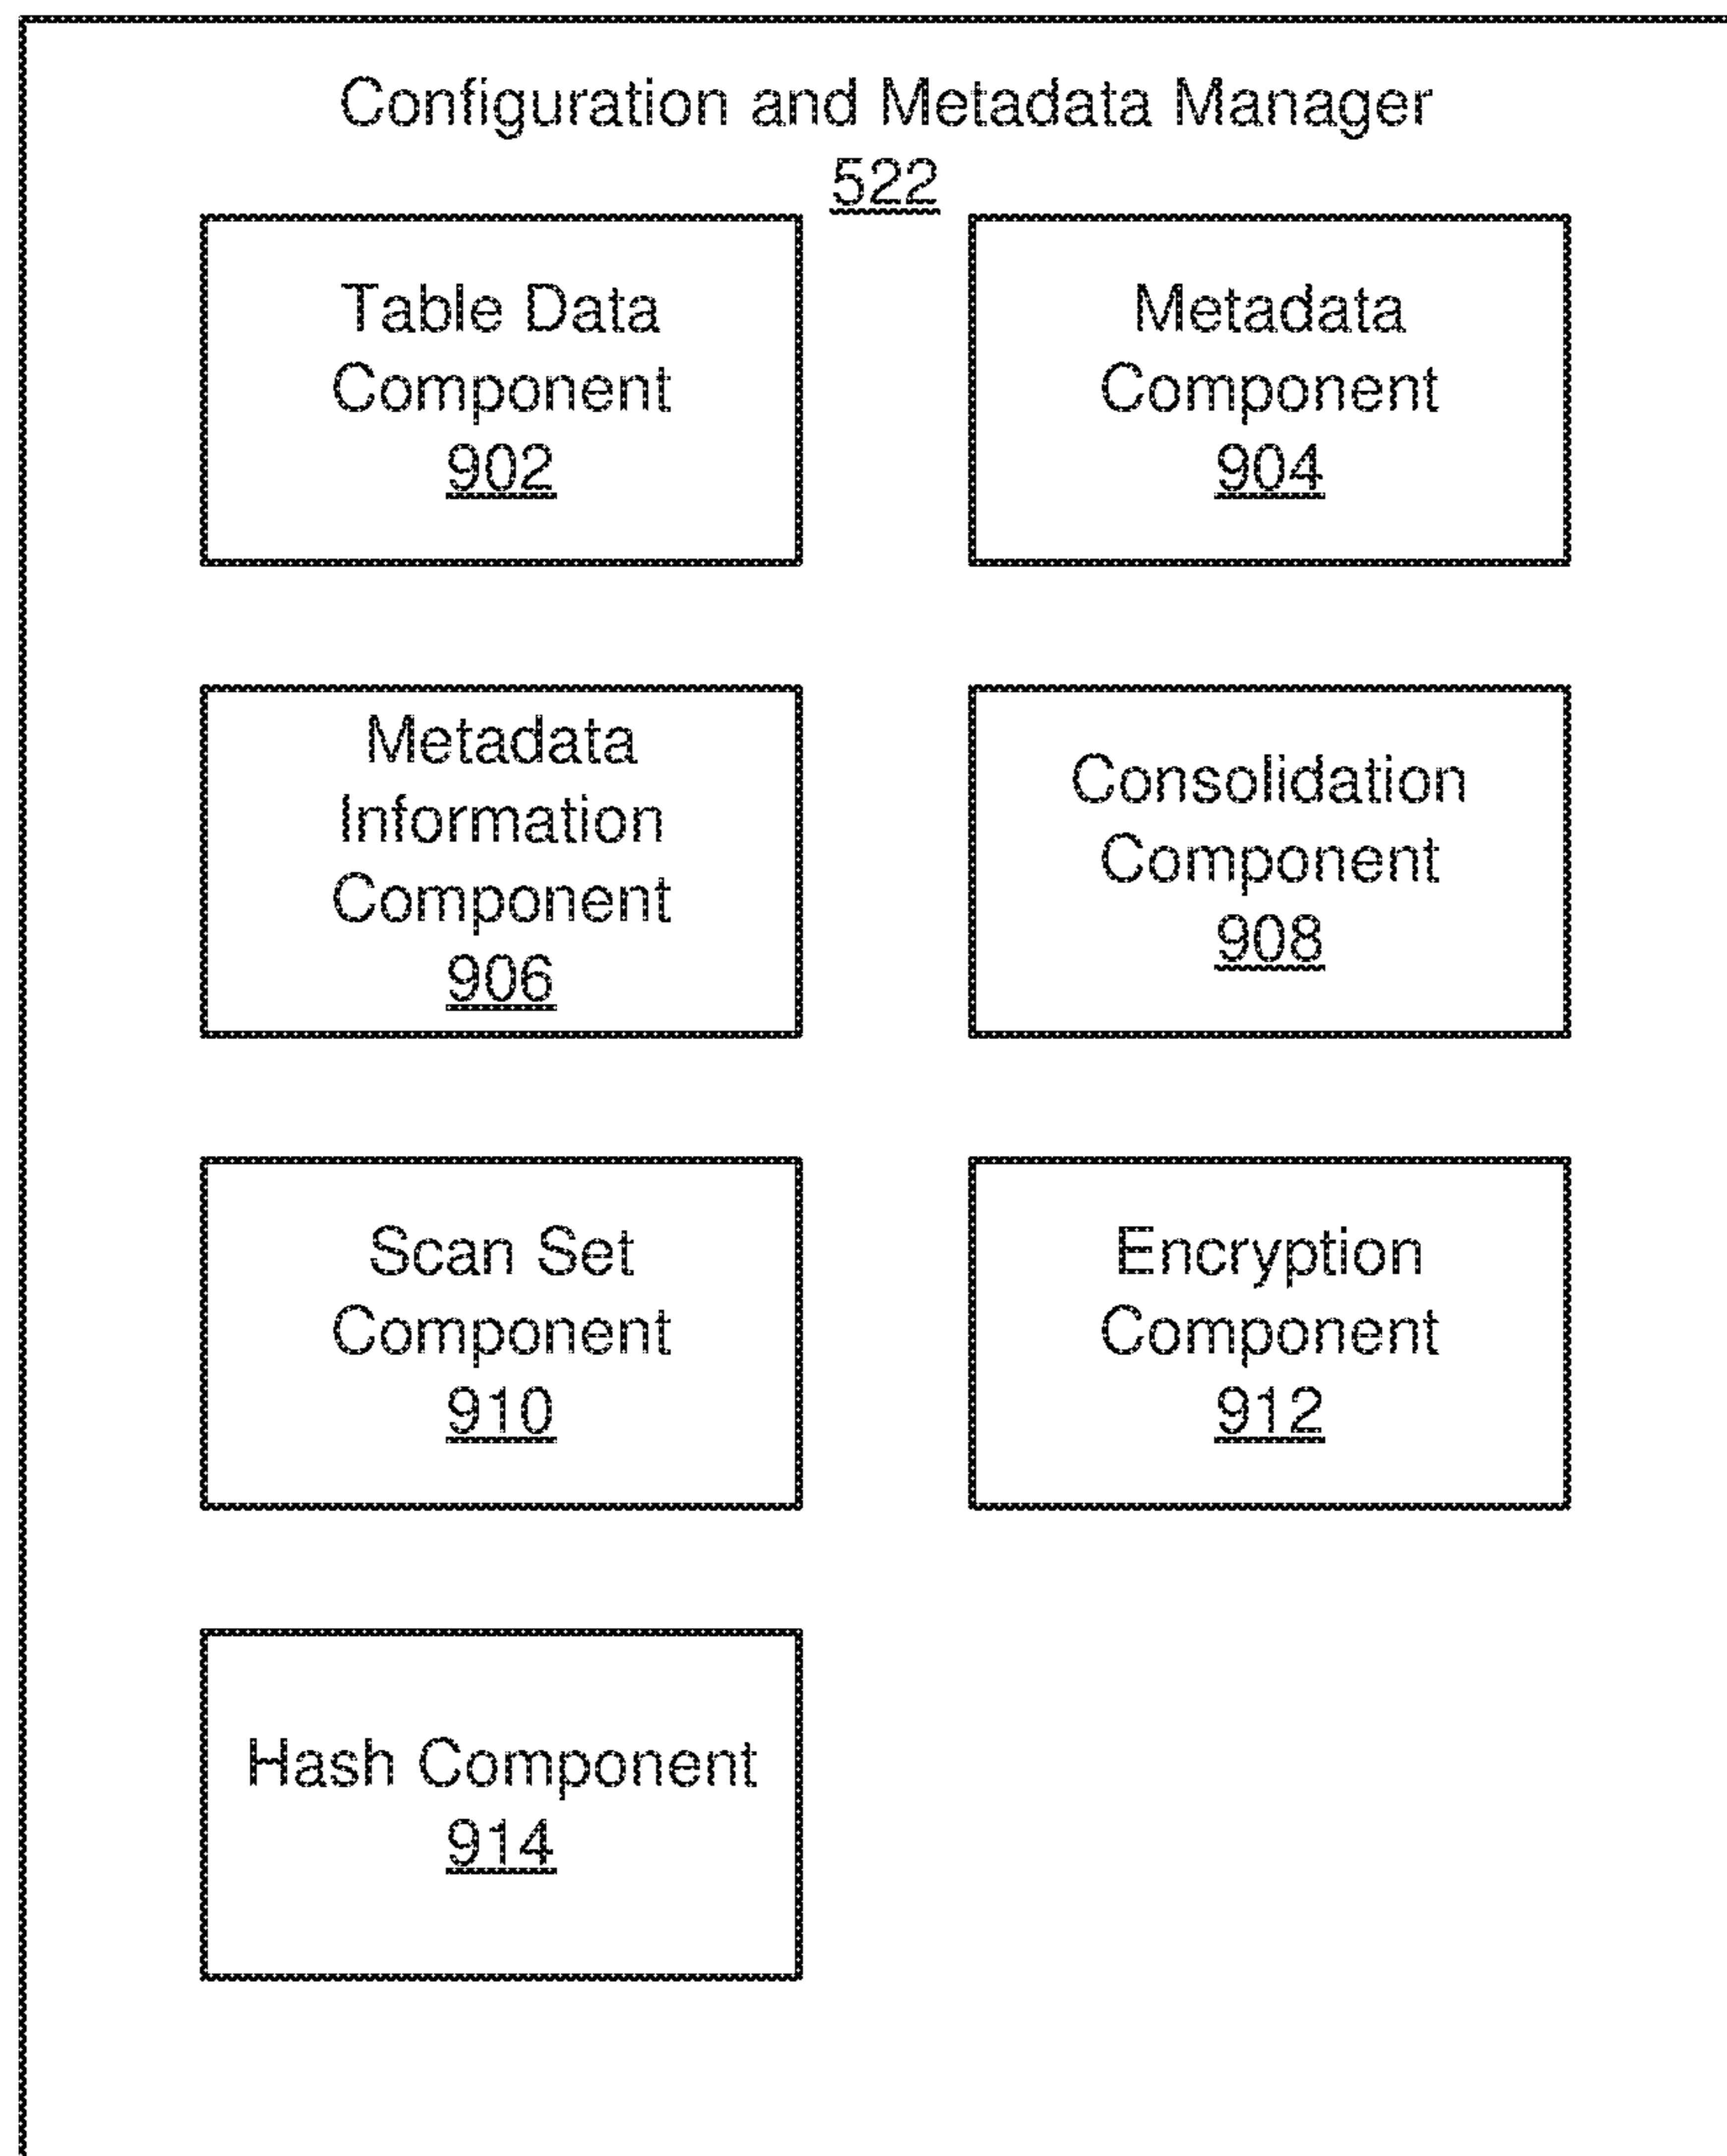 Configuration and Metadata Manager
522
Table Data
Component
902
Metadata
Component
904
Metadata
Information
Component
906
Consolidation
Component
908
Scan Set
Component
910
Encryption
Component
912
Hash Component
914